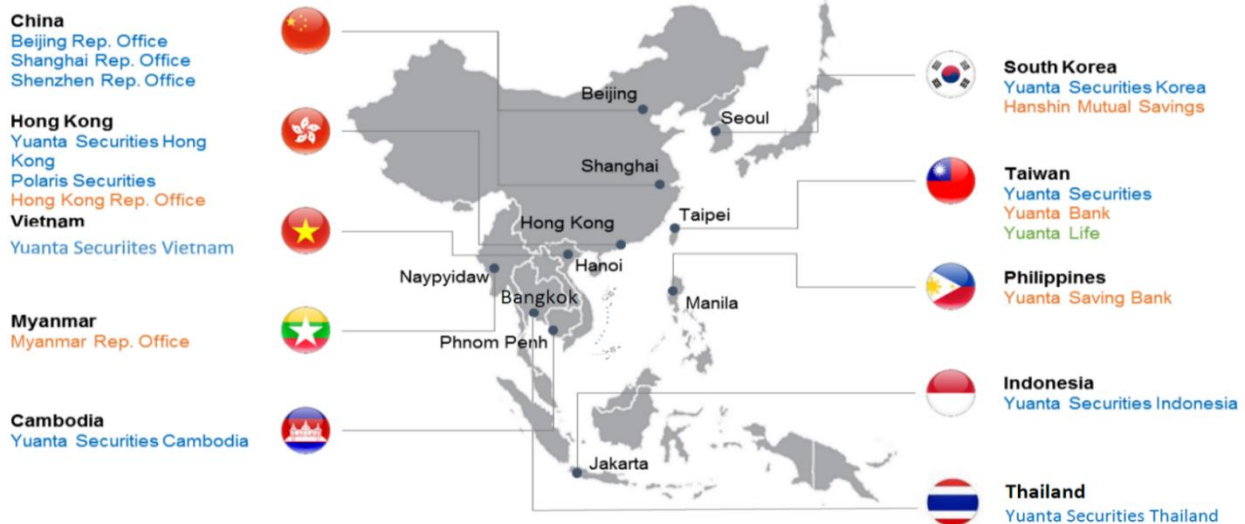 China
Beijing Rep. Office
Shanghai Rep. Office
Shenzhen Rep. Office
Hong Kong
Yuanta Securities Hong
Kong
Polaris Securities
Hong Kong Rep. Office
Vietnam
Yuanta Securiites Vietnam
Myanmar
Myanmar Rep. Office
Cambodia
Yuanta Securities Cambodia
Beijing
Seoul
Shanghai
Hong Kong
Taipei
Hanoi
Naypyidaw
Bangkok
Manila
Phnom Penh
Jakarta
South Korea
Yuanta Securities Korea
Hanshin Mutual Savings
Taiwan
Yuanta Securities
Yuanta Bank
Yuanta Life
Philippines
Yuanta Saving Bank
Indonesia
Yuanta Securities Indonesia
Thailand
Yuanta Securities Thailand